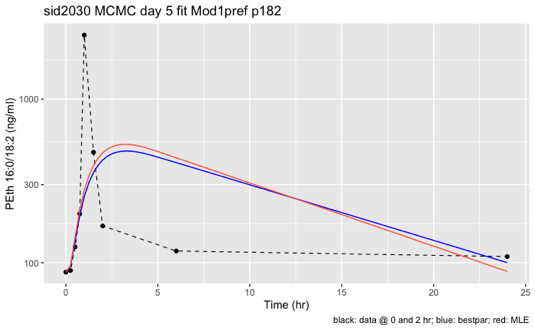 sid2030 MCMC day 5 fit Mod1pref p182
PEth 16:0/18:2 (ng/ml)
1000
300
100
0
5
10
15
20
25
Time (hr)
black: data @ 0 and 2 hr; blue: bestpar; red: MLE